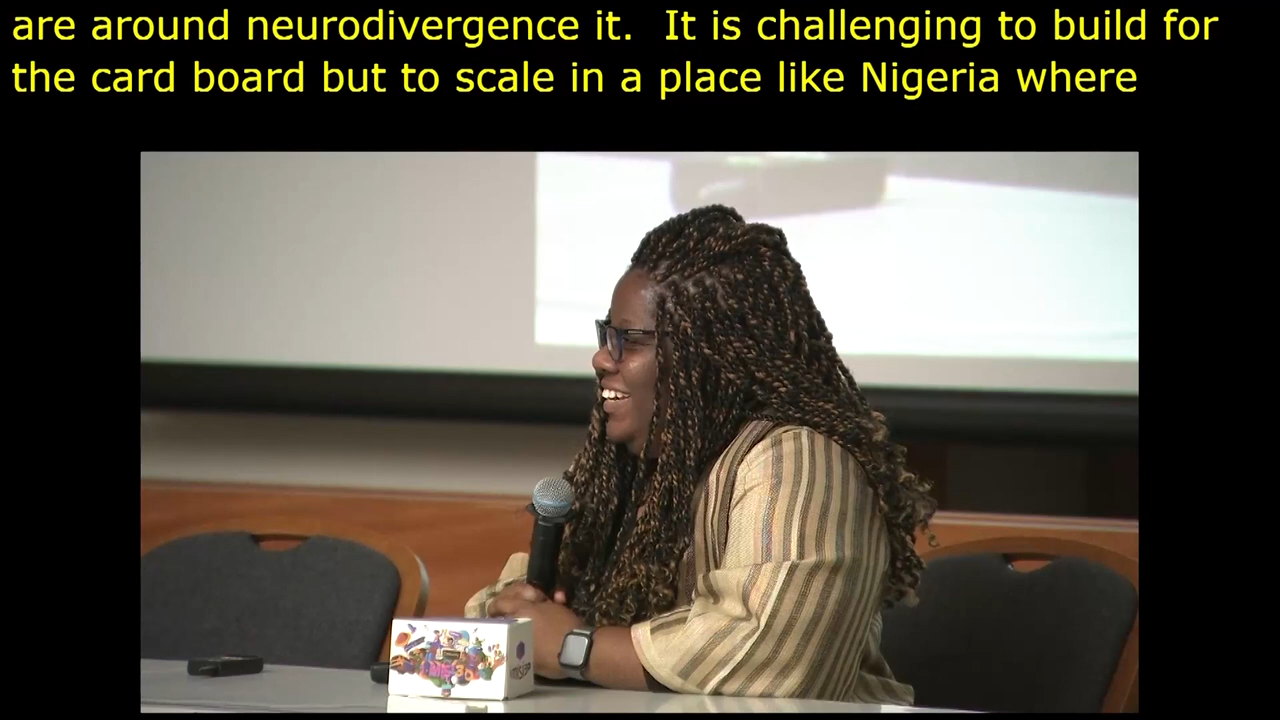 are around neurodivergence it.  It is challenging to build for
the card board but to scale in a place like Nigeria where